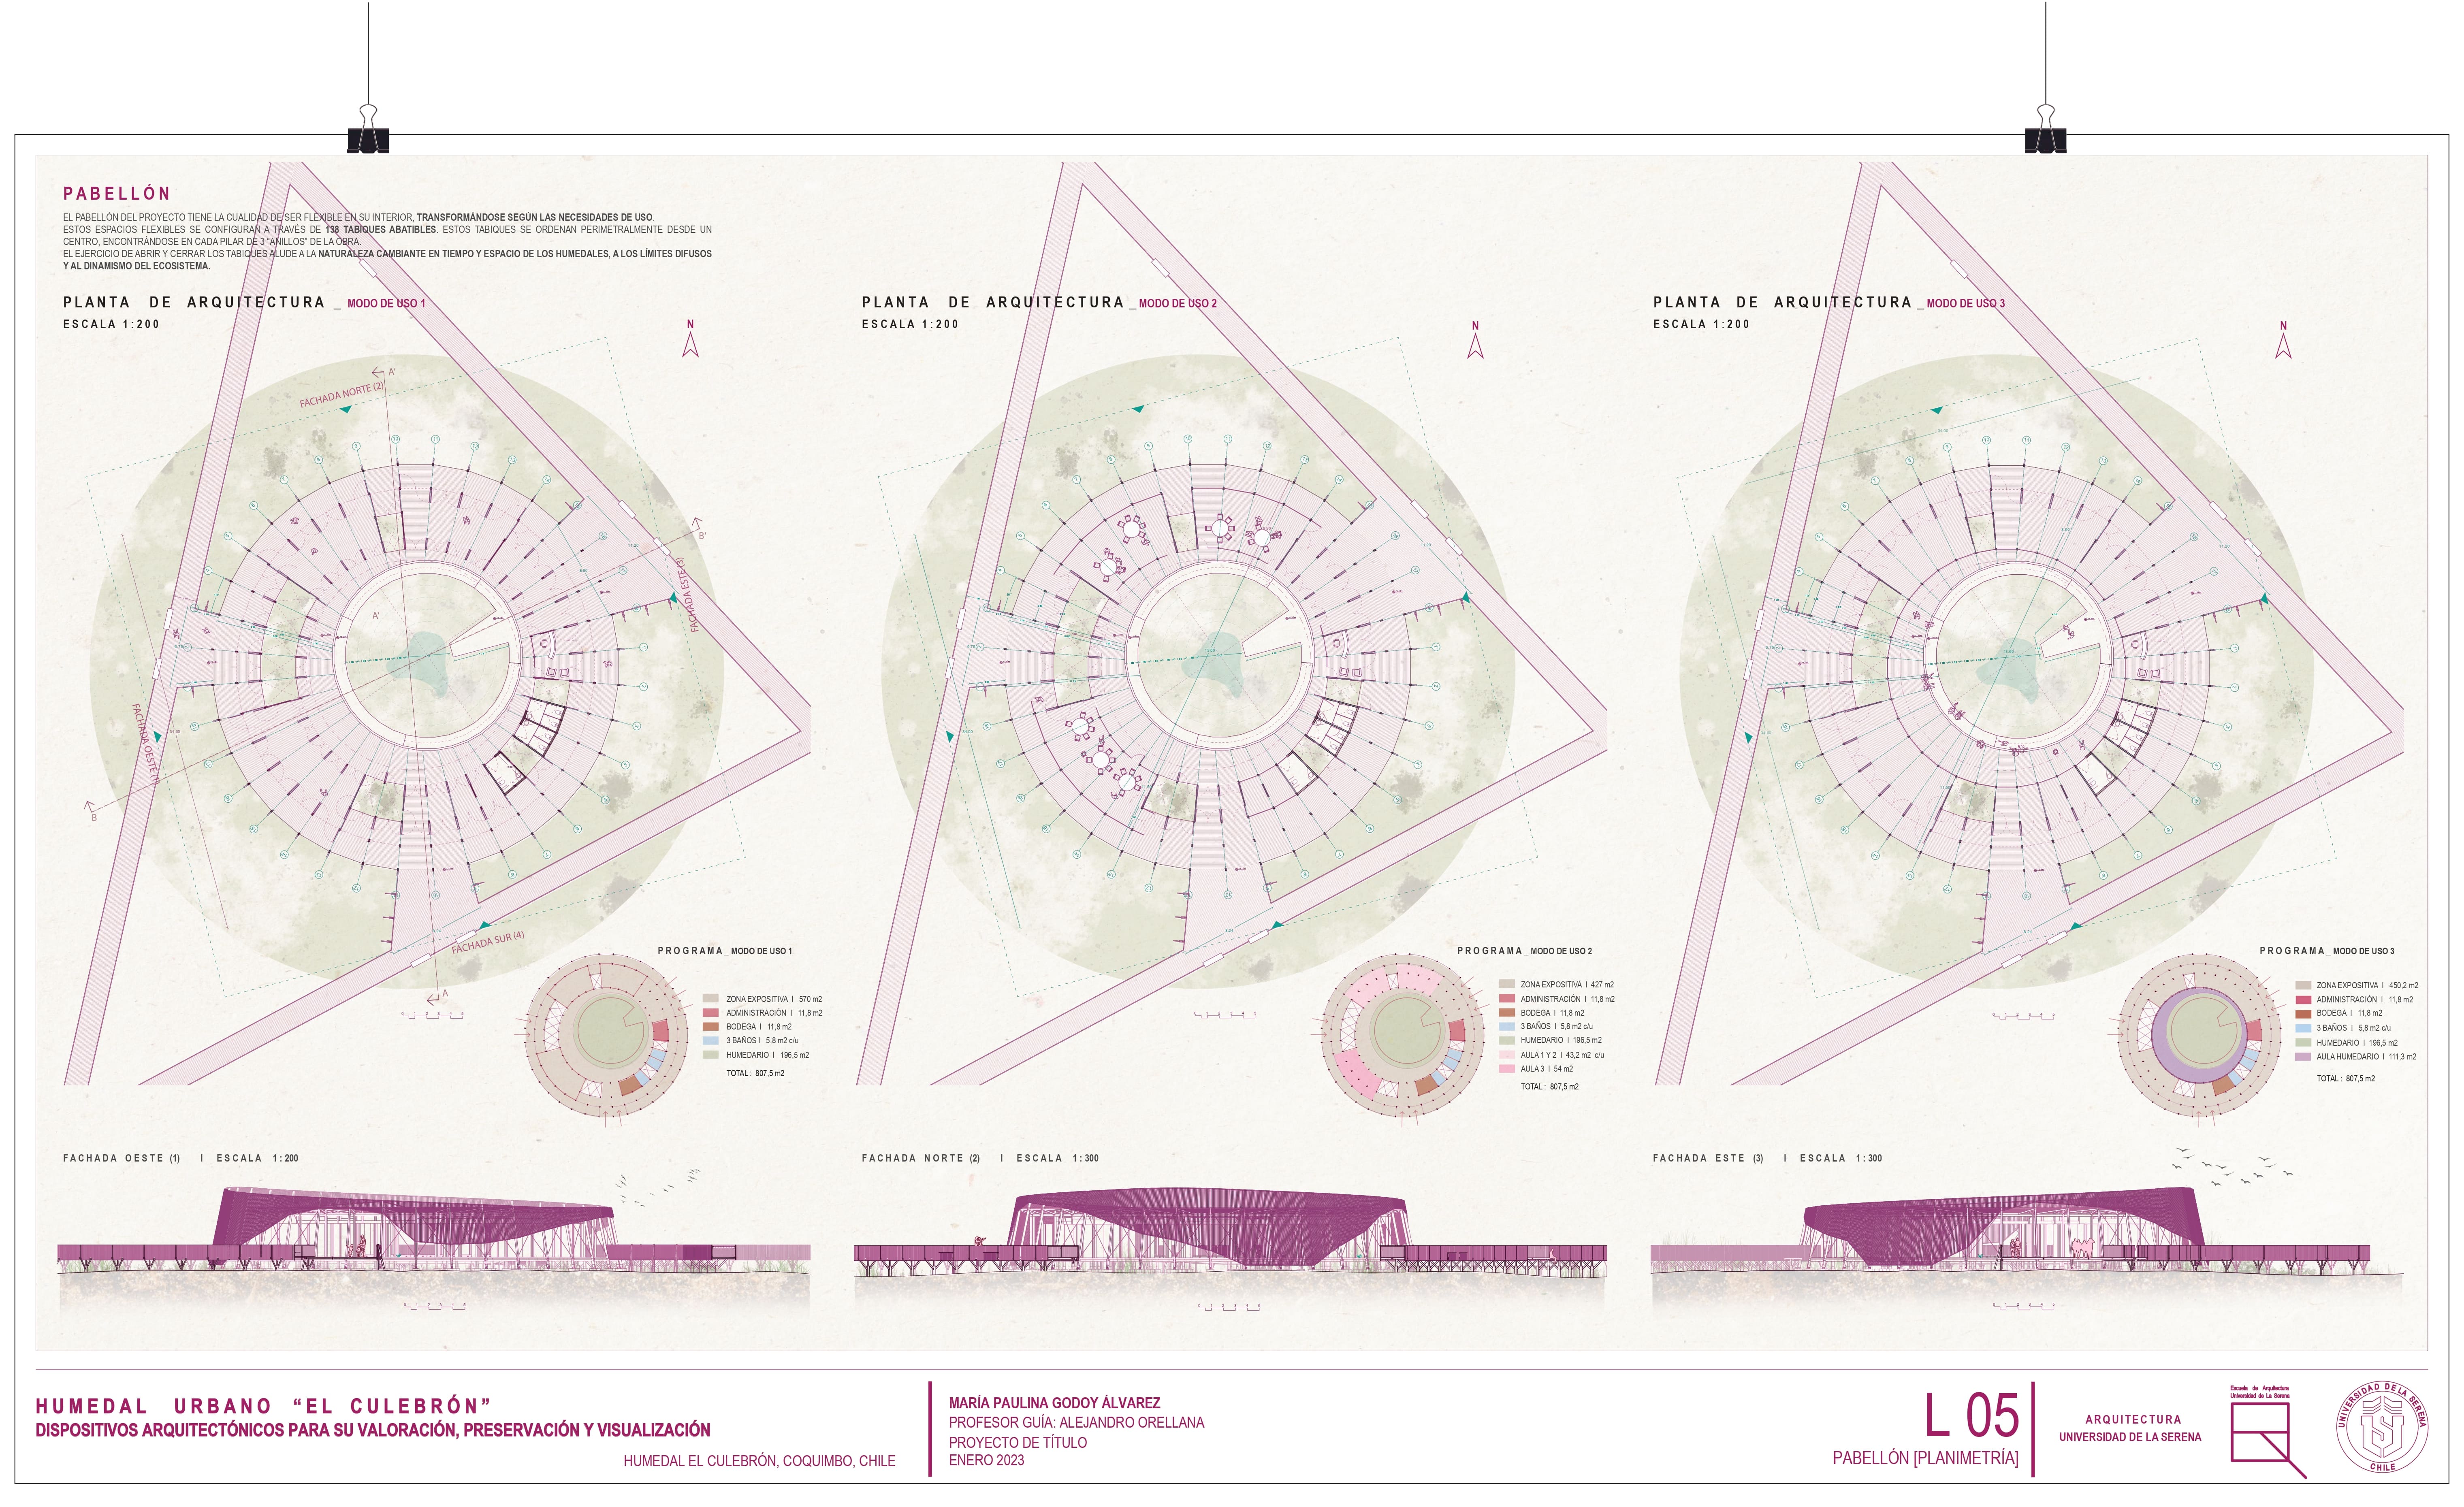 PABELLÓN
EL PABELLÓN DEL PROYECTO TIENE LA CUALIDAD DE SER FLEXIBLE EN SU INTERIOR, TRANSFORMÁNDOSE SEGÚN LAS NECESIDADES DE USO.
ESTOS ESPACIOS FLEXIBLES SE CONFIGURAN A TRAVÉS DE 138 TABIQUES ABATIBLES. ESTOS TABIQUES SE ORDENAN PERIMETRALMENTE DESDE UN
CENTRO, ENCONTRÁNDOSE EN CADA PILAR DE 3 “ANILLOS” DE LA OBRA.
EL EJERCICIO DE ABRIR Y CERRAR LOS TABIQUES ALUDE A LA NATURALEZA CAMBIANTE EN TIEMPO Y ESPACIO DE LOS HUMEDALES, A LOS LÍMITES DIFUSOS
Y AL DINAMISMO DEL ECOSISTEMA.
PLANTA DE ARQUITECTURA _ MODO DE USO 1
ESCALA 1:200
N
FACHADA NORTE (2)
A'
B'
FACHADA ESTE (3)
A'
FACHADA OESTE (1)
B
FACHADA SUR (4)
A
PROGRAMA_ MODO DE USO 1
ZONA EXPOSITIVA I 570 m2
ADMINISTRACIÓN I 11,8 m2
BODEGA I 11,8 m2
3 BAÑOS I 5,8 m2 c/u
HUMEDARIO I 196,5 m2
TOTAL : 807,5 m2
PLANTA DE ARQUITECTURA _ MODO DE USO 2
ESCALA 1:200
N
PROGRAMA_ MODO DE USO 2
ZONA EXPOSITIVA I 427 m2
ADMINISTRACIÓN I 11,8 m2
BODEGA I 11,8 m2
3 BAÑOS I 5,8 m2 c/u
HUMEDARIO I 196,5 m2
AULA 1 Y 2 I 43,2 m2 c/u
AULA 3 I 54 m2
TOTAL : 807,5 m2
PLANTA DE ARQUITECTURA _ MODO DE USO 3
ESCALA 1:200
N
PROGRAMA_ MODO DE USO 3
ZONA EXPOSITIVA I 450,2 m2
ADMINISTRACIÓN I 11,8 m2
BODEGA I 11,8 m2
3 BAÑOS I 5,8 m2 c/u
HUMEDARIO I 196,5 m2
AULA HUMEDARIO I 111,3 m2
TOTAL : 807,5 m2
FACHADA OESTE (1) I ESCALA 1:200
FACHADA NORTE (2) I ESCALA 1:300
FACHADA ESTE (3) I ESCALA 1:300
HUMEDAL URBANO “EL CULEBRÓN”
DISPOSITIVOS ARQUITECTÓNICOS PARA SU VALORACIÓN, PRESERVACIÓN Y VISUALIZACIÓN
HUMEDAL EL CULEBRÓN, COQUIMBO, CHILE
MARÍA PAULINA GODOY ÁLVAREZ
PROFESOR GUÍA: ALEJANDRO ORELLANA
PROYECTO DE TÍTULO
ENERO 2023
L 05
PABELLÓN [PLANIMETRÍA]
ARQUITECTURA
UNIVERSIDAD DE LA SERENA
Escuela de Arquitectura
Universidad de La Serena
UNIVERSIDAD DE LA SERENA
CHILE